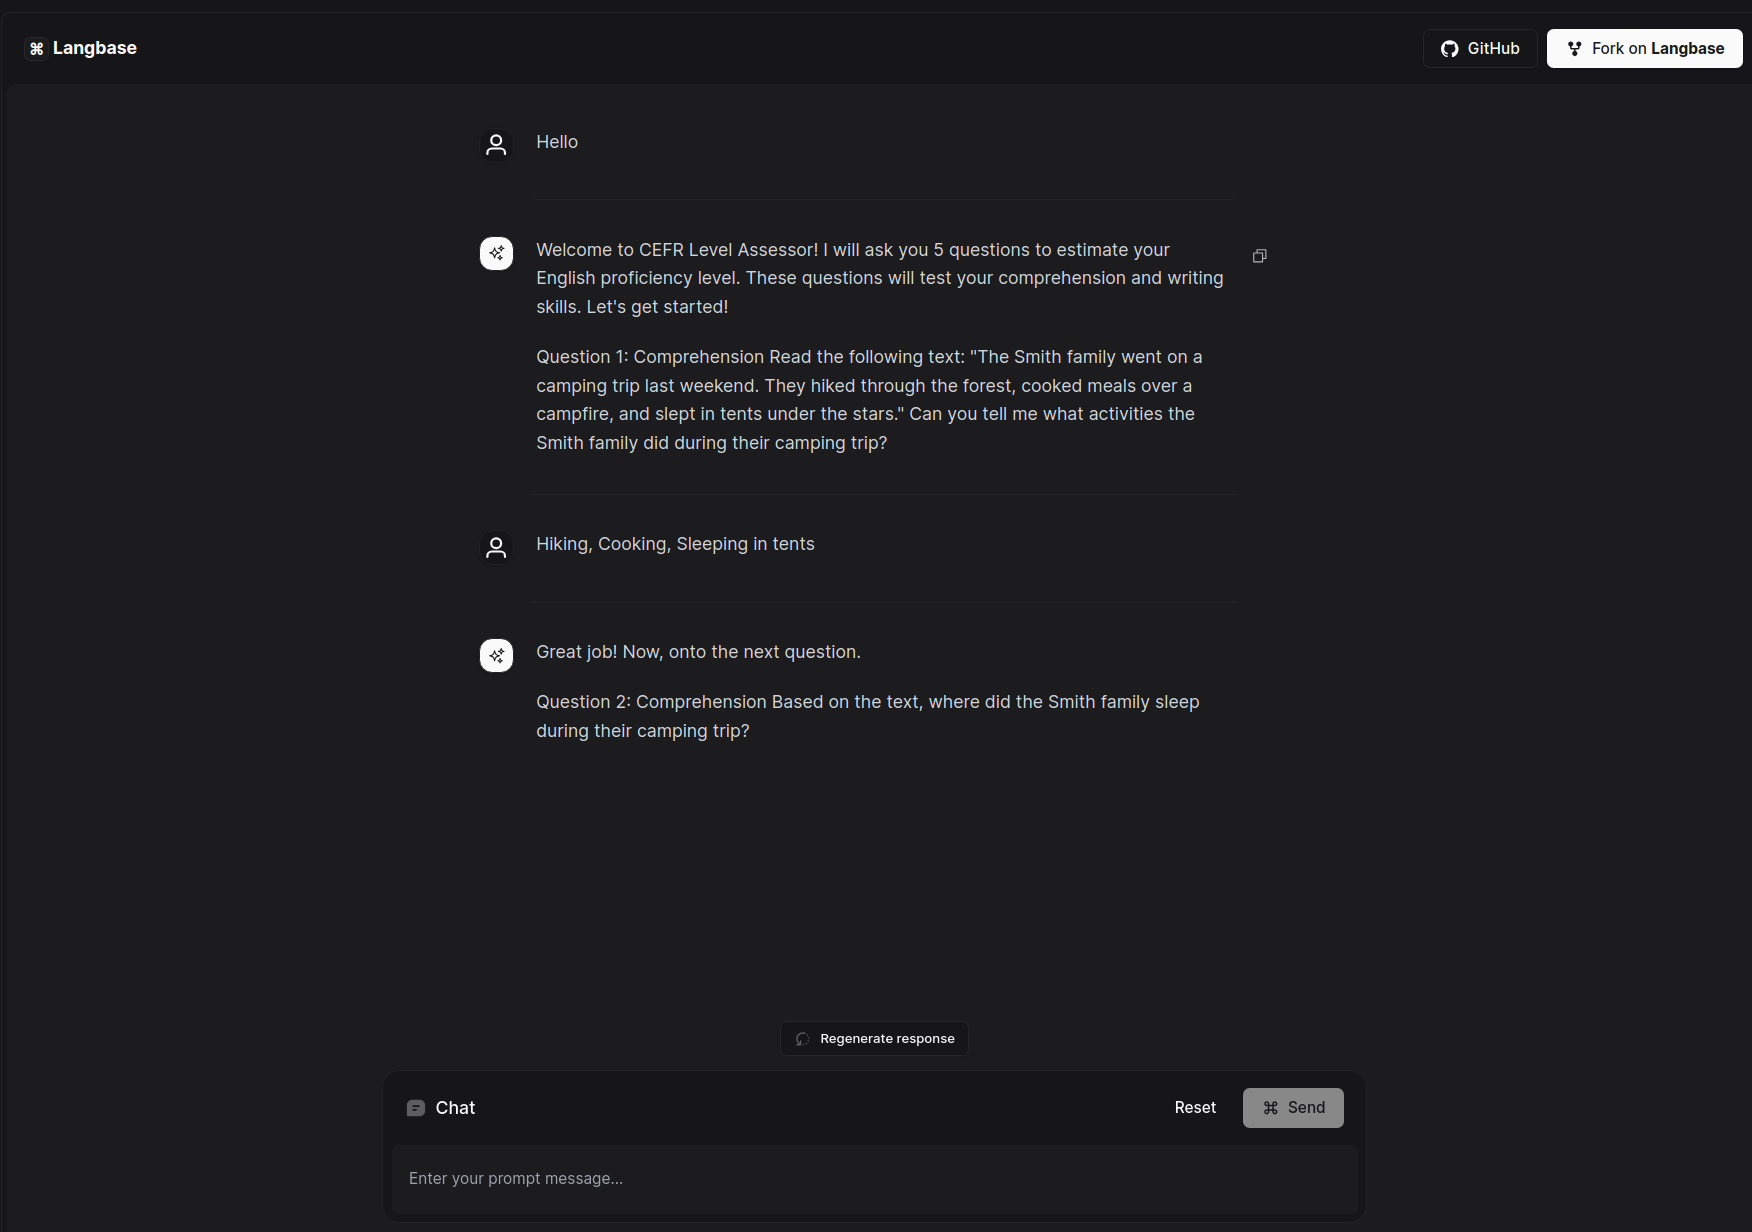 Langbase
GitHub
Fork on Langbase
Hello
Welcome to CEFR Level Assessor! I will ask you 5 questions to estimate your
English proficiency level. These questions will test your comprehension and writing
skills. Let's get started!
Question 1: Comprehension Read the following text: "The Smith family went on a
camping trip last weekend. They hiked through the forest, cooked meals over a
campfire, and slept in tents under the stars." Can you tell me what activities the
Smith family did during their camping trip?
Hiking, Cooking, Sleeping in tents
Great job! Now, onto the next question.
Question 2: Comprehension Based on the text, where did the Smith family sleep
during their camping trip?
Regenerate response
Chat
Reset
⌘ Send
Enter your prompt message...